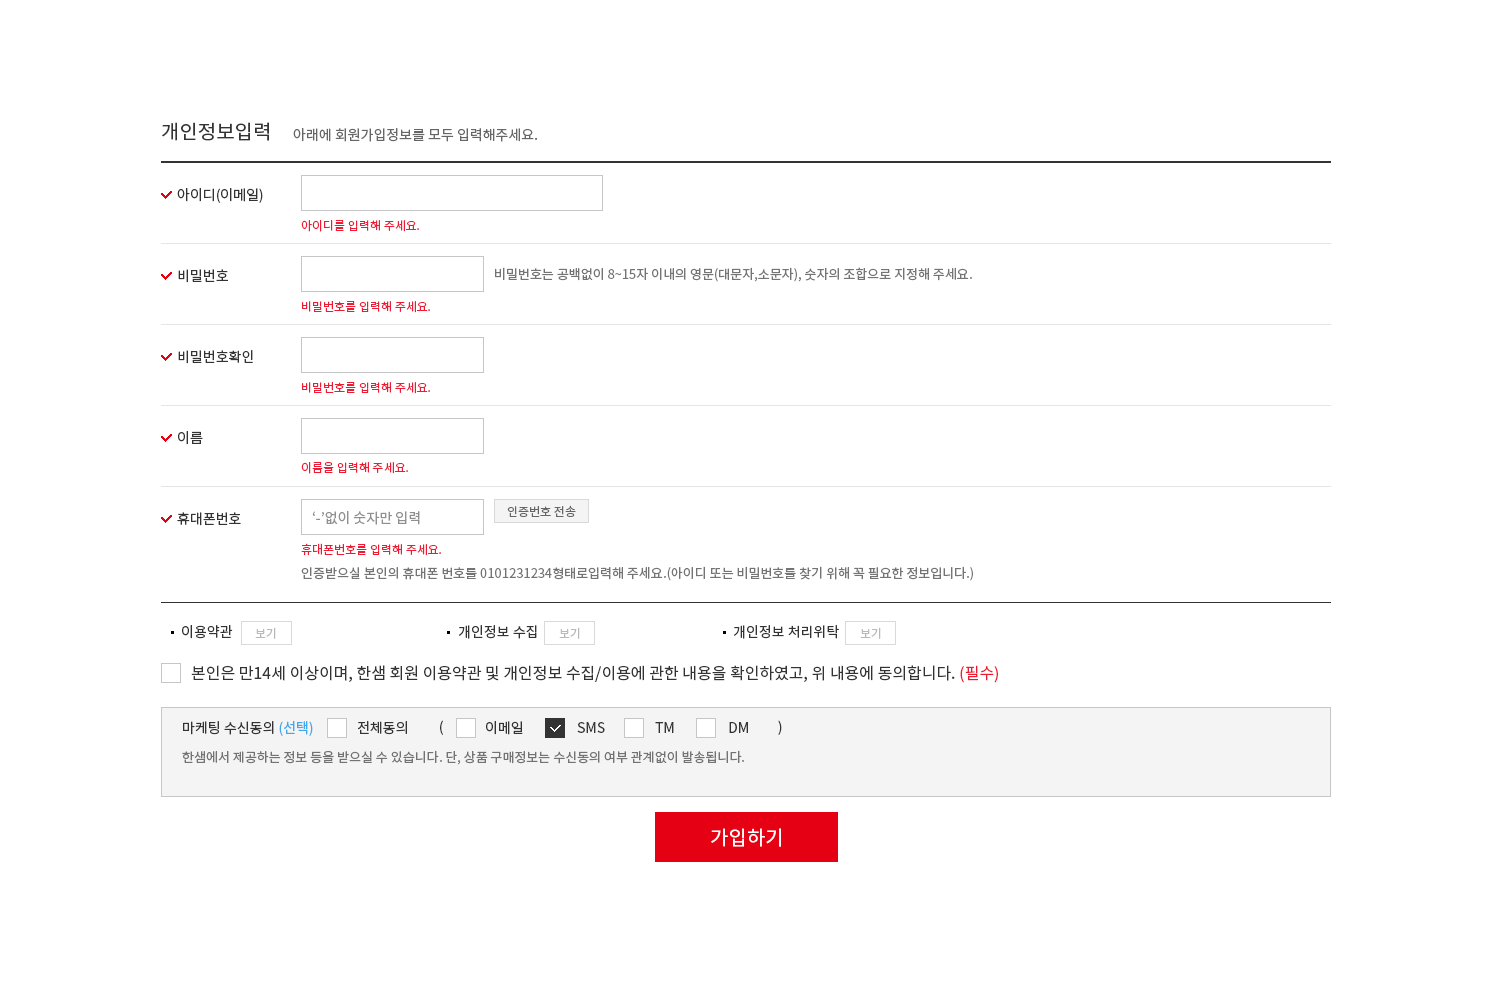 개인정보입력 아래에 회원가입정보를 모두 입력해주세요.
아이디(이메일)
아이디를 입력해 주세요.
비밀번호 비밀번호는 공백없이 8~15자 이내의 영문(대문자,소문자), 숫자의 조합으로 지정해 주세요.
비밀번호를 입력해 주세요.
비밀번호확인
비밀번호를 입력해 주세요.
이름
이름을 입력해 주세요.
휴대폰번호 ‘-’없이 숫자만 입력 인증번호 전송
휴대폰번호를 입력해 주세요.
인증받으실 본인의 휴대폰 번호를 0101231234형태로입력해 주세요.(아이디 또는 비밀번호를 찾기 위해 꼭 필요한 정보입니다.)
이용약관 보기 개인정보 수집 보기 개인정보 처리위탁 보기
본인은 만14세 이상이며, 한샘 회원 이용약관 및 개인정보 수집/이용에 관한 내용을 확인하였고, 위 내용에 동의합니다. (필수)
마케팅 수신동의 (선택) 전체동의 ( 이메일 SMS TM DM )
한샘에서 제공하는 정보 등을 받으실 수 있습니다. 단, 상품 구매정보는 수신동의 여부 관계없이 발송됩니다.
가입하기